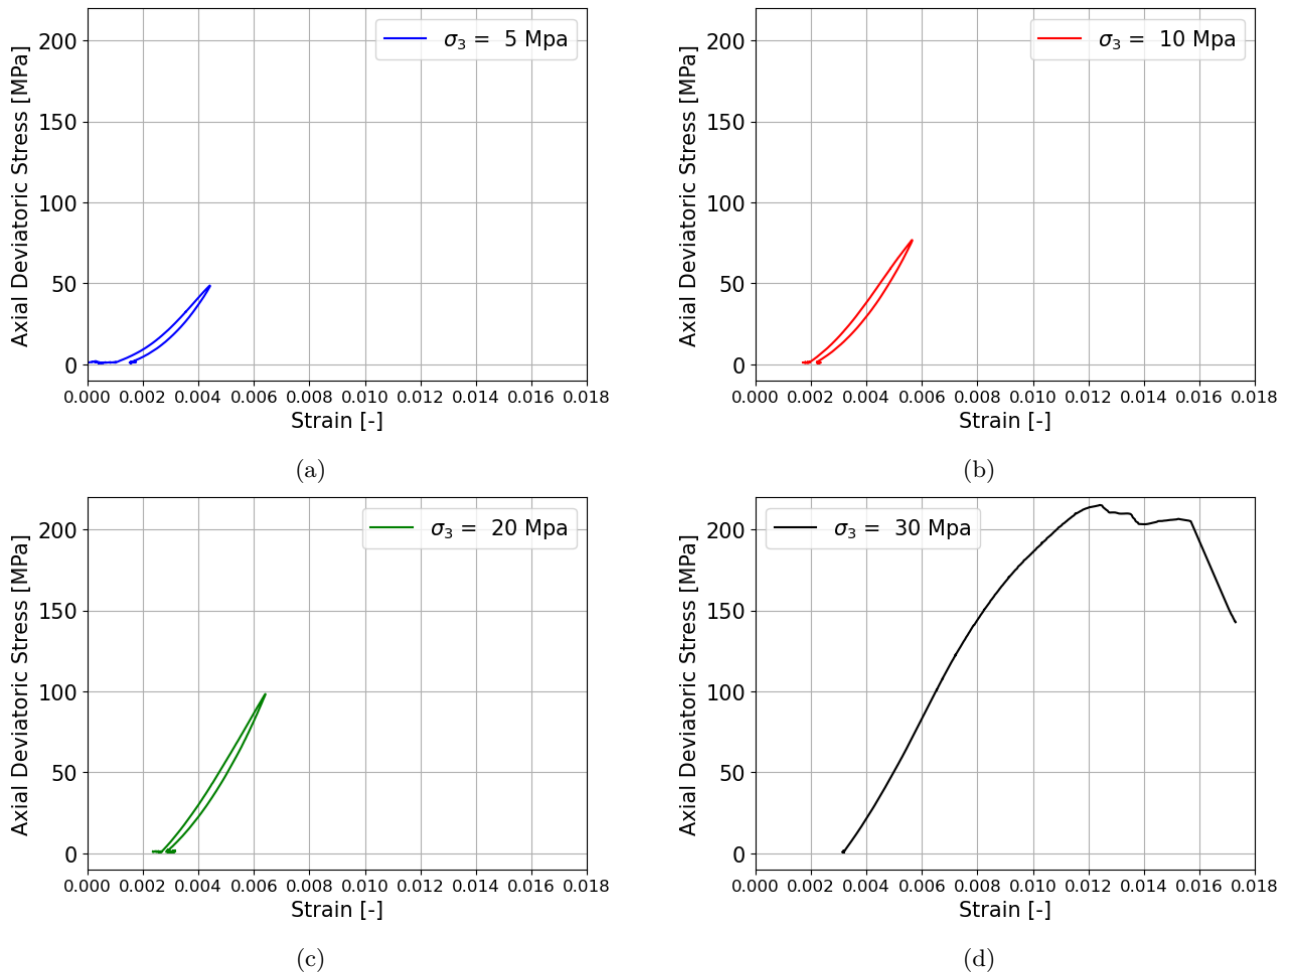 σ₃ = 5 Mpa
Axial Deviatoric Stress [MPa]
200
150
100
50
0
0.000 0.002 0.004 0.006 0.008 0.010 0.012 0.014 0.016 0.018
Strain [-]
(a)
σ₃ = 10 Mpa
Axial Deviatoric Stress [MPa]
200
150
100
50
0
0.000 0.002 0.004 0.006 0.008 0.010 0.012 0.014 0.016 0.018
Strain [-]
(b)
σ₃ = 20 Mpa
Axial Deviatoric Stress [MPa]
200
150
100
50
0
0.000 0.002 0.004 0.006 0.008 0.010 0.012 0.014 0.016 0.018
Strain [-]
(c)
σ₃ = 30 Mpa
Axial Deviatoric Stress [MPa]
200
150
100
50
0
0.000 0.002 0.004 0.006 0.008 0.010 0.012 0.014 0.016 0.018
Strain [-]
(d)